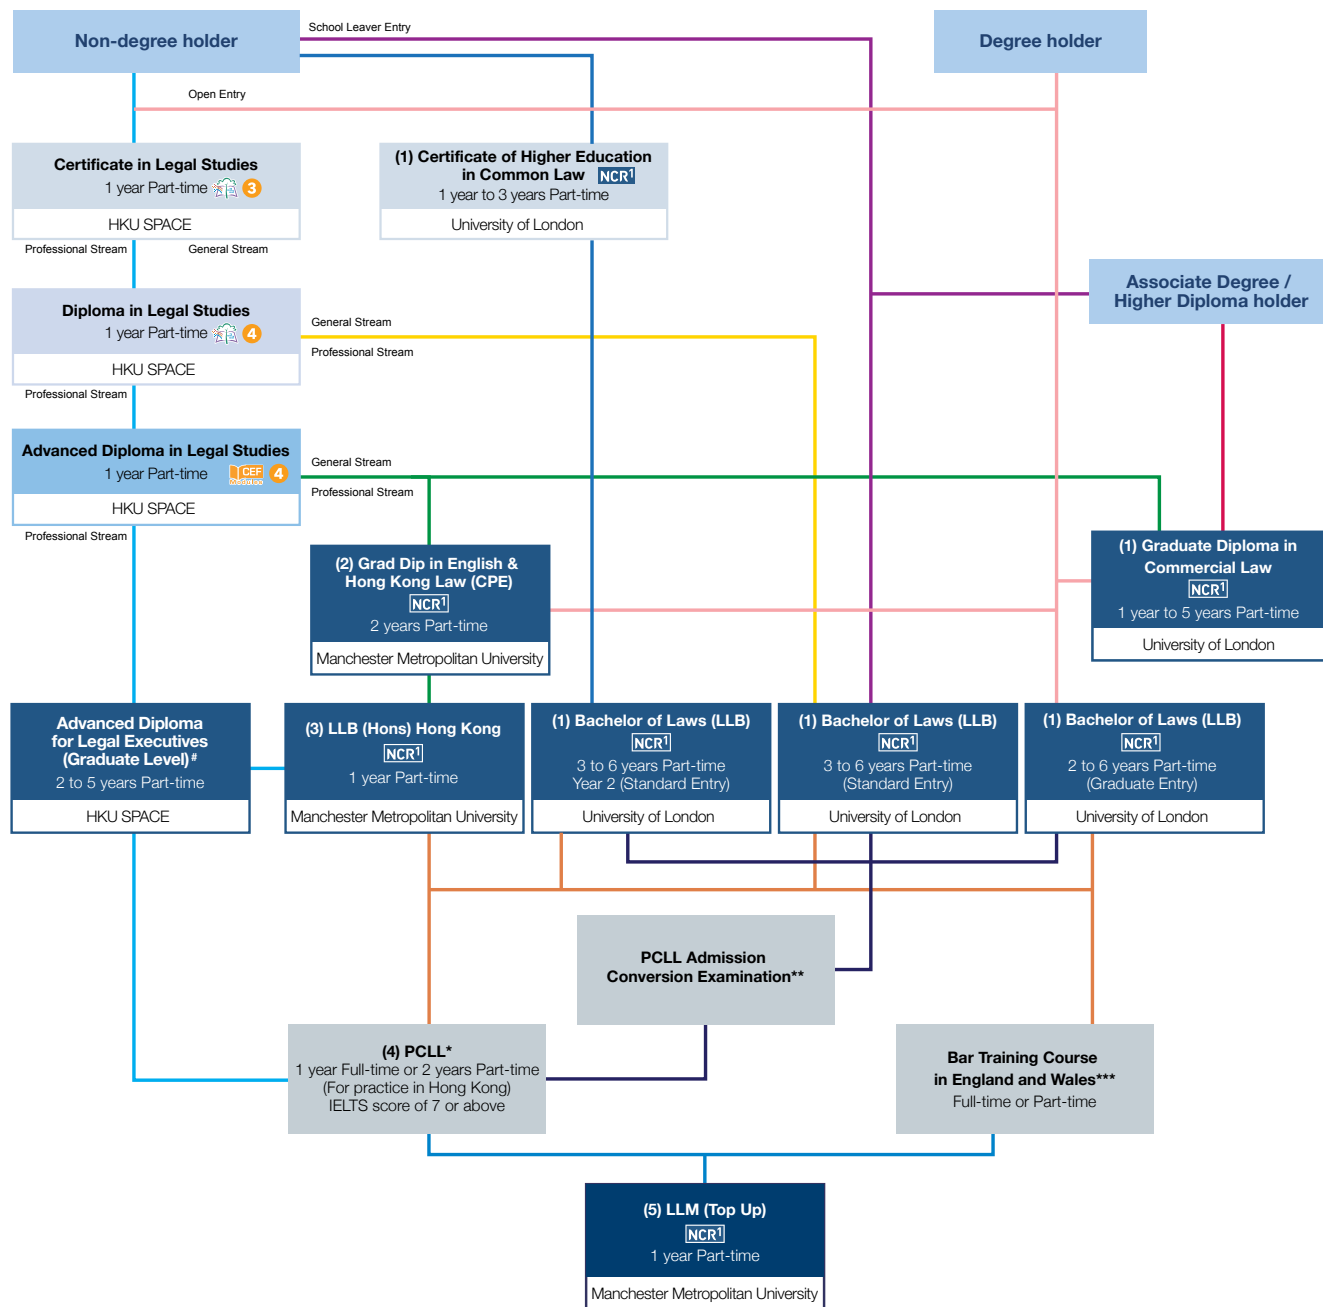 School Leaver Entry
Non-degree holder
Degree holder
Open Entry
Certificate in Legal Studies
1 year Part-time 3
HKU SPACE
(1) Certificate of Higher Education
in Common Law NCR1
1 year to 3 years Part-time
University of London
Professional Stream
General Stream
Associate Degree /
Higher Diploma holder
Diploma in Legal Studies
1 year Part-time 4
HKU SPACE
General Stream
Professional Stream
Professional Stream
Advanced Diploma in Legal Studies
1 year Part-time CEF Modules 4
HKU SPACE
General Stream
Professional Stream
Professional Stream
(2) Grad Dip in English &
Hong Kong Law (CPE)
NCR1
2 years Part-time
Manchester Metropolitan University
(1) Graduate Diploma in
Commercial Law
NCR1
1 year to 5 years Part-time
University of London
Advanced Diploma
for Legal Executives
(Graduate Level)#
2 to 5 years Part-time
HKU SPACE
(3) LLB (Hons) Hong Kong
NCR1
1 year Part-time
Manchester Metropolitan University
(1) Bachelor of Laws (LLB)
NCR1
3 to 6 years Part-time
Year 2 (Standard Entry)
University of London
(1) Bachelor of Laws (LLB)
NCR1
3 to 6 years Part-time
(Standard Entry)
University of London
(1) Bachelor of Laws (LLB)
NCR1
2 to 6 years Part-time
(Graduate Entry)
University of London
PCLL Admission
Conversion Examination**
(4) PCLL*
1 year Full-time or 2 years Part-time
(For practice in Hong Kong)
IELTS score of 7 or above
Bar Training Course
in England and Wales***
Full-time or Part-time
(5) LLM (Top Up)
NCR1
1 year Part-time
Manchester Metropolitan University